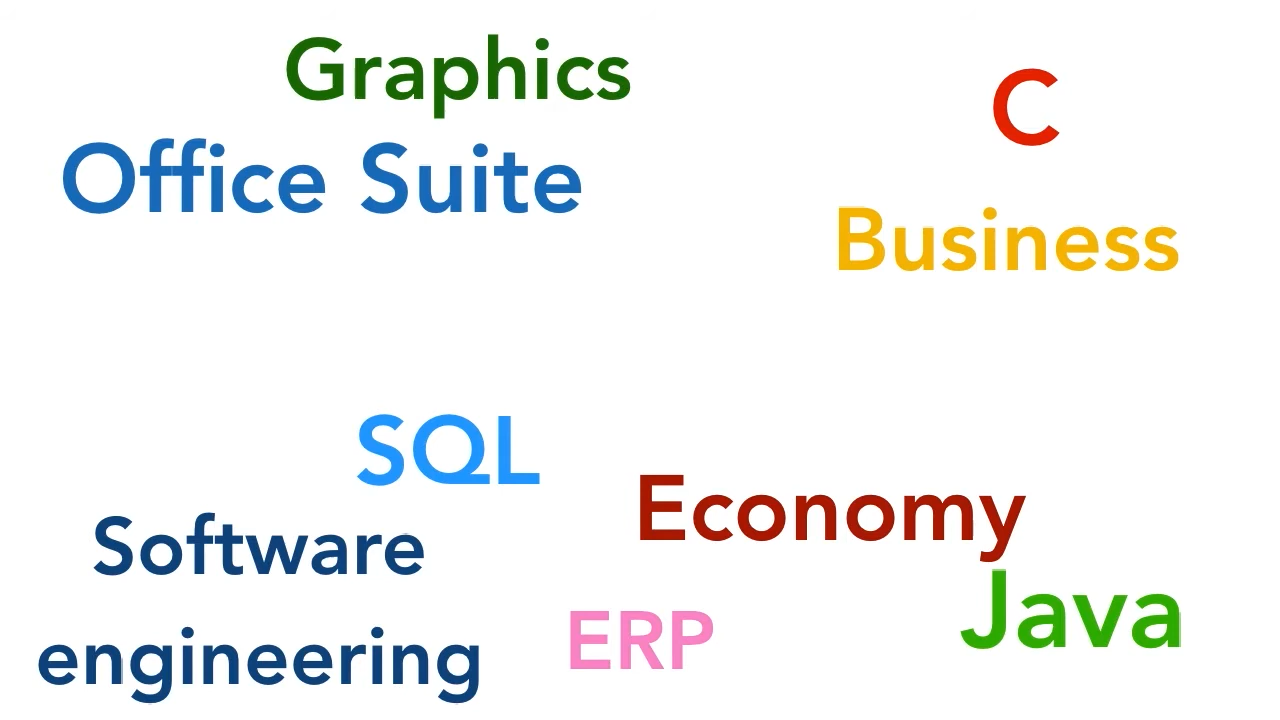 Graphics
C
Office Suite
Business
SQL
Economy
Software
engineering
ERP
Java